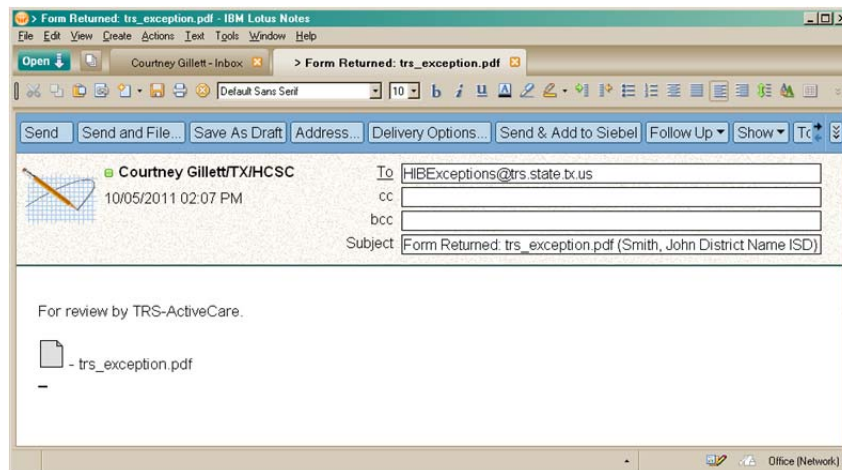 > Form Returned: trs_exception.pdf - IBM Lotus Notes
File Edit View Create Actions Text Tools Window Help
Open Courtney Gillett - Inbox > Form Returned: trs_exception.pdf
Default Sans Serif 10 b i u A
Send Send and File... Save As Draft Address... Delivery Options... Send & Add to Siebel Follow Up Show
Courtney Gillett/TX/HCSC To HIBExceptions@trs.state.tx.us
10/05/2011 02:07 PM cc
bcc
Subject Form Returned: trs_exception.pdf (Smith, John District Name ISD)
For review by TRS-ActiveCare.
- trs_exception.pdf
Office (Network)